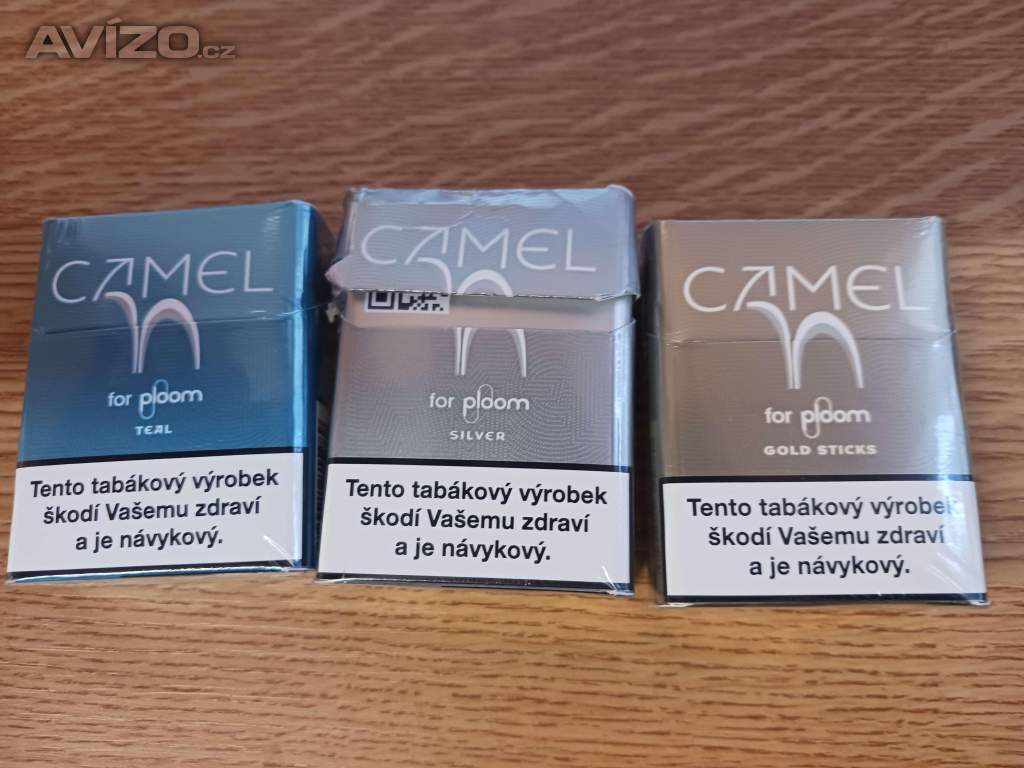 AVÍZO.cz
CAMEL
for ploom
TEAL
Tento tabákový výrobek
škodí Vašemu zdraví
a je návykový.
CAMEL
for ploom
SILVER
Tento tabákový výrobek
škodí Vašemu zdraví
a je návykový.
CAMEL
for ploom
GOLD STICKS
Tento tabákový výrobek
škodí Vašemu zdraví
a je návykový.